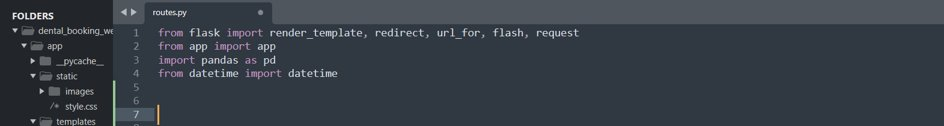 FOLDERS
dental_booking_we
app
__pycache__
static
images
/* style.css
templates
routes.py
1 from flask import render_template, redirect, url_for, flash, request
2 from app import app
3 import pandas as pd
4 from datetime import datetime
5
6
7